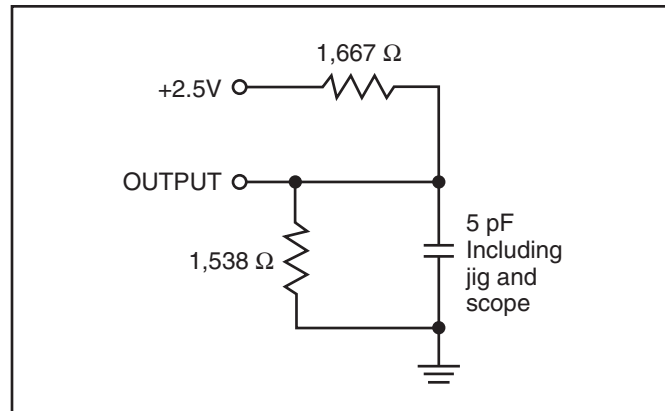 1,667 Ω
+2.5V
OUTPUT
1,538 Ω
5 pF
Including
jig and
scope